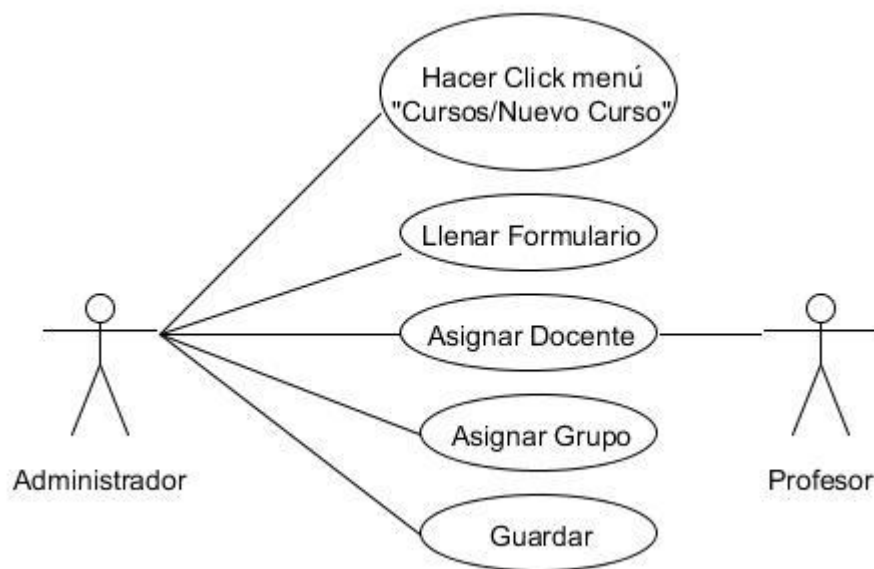 Hacer Click menú
"Cursos/Nuevo Curso"
Llenar Formulario
Asignar Docente
Asignar Grupo
Administrador
Profesor
Guardar